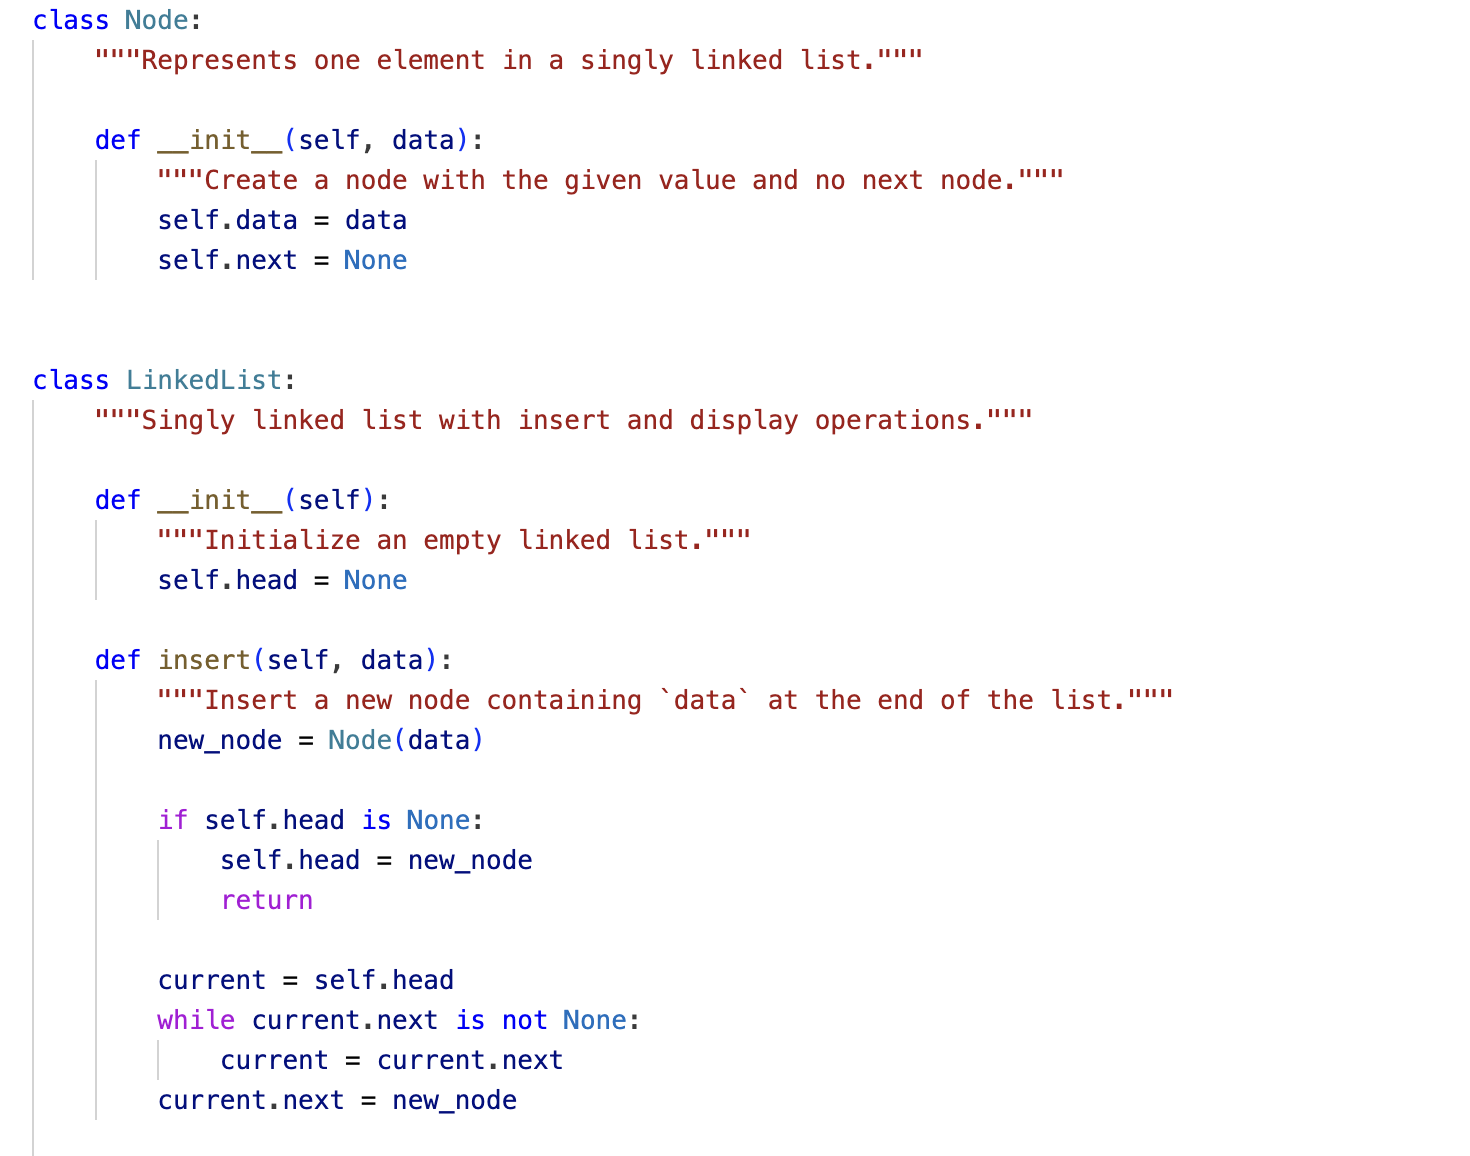 class Node:
    """Represents one element in a singly linked list."""

    def __init__(self, data):
        """Create a node with the given value and no next node."""
        self.data = data
        self.next = None


class LinkedList:
    """Singly linked list with insert and display operations."""

    def __init__(self):
        """Initialize an empty linked list."""
        self.head = None

    def insert(self, data):
        """Insert a new node containing `data` at the end of the list."""
        new_node = Node(data)

        if self.head is None:
            self.head = new_node
            return

        current = self.head
        while current.next is not None:
            current = current.next
        current.next = new_node